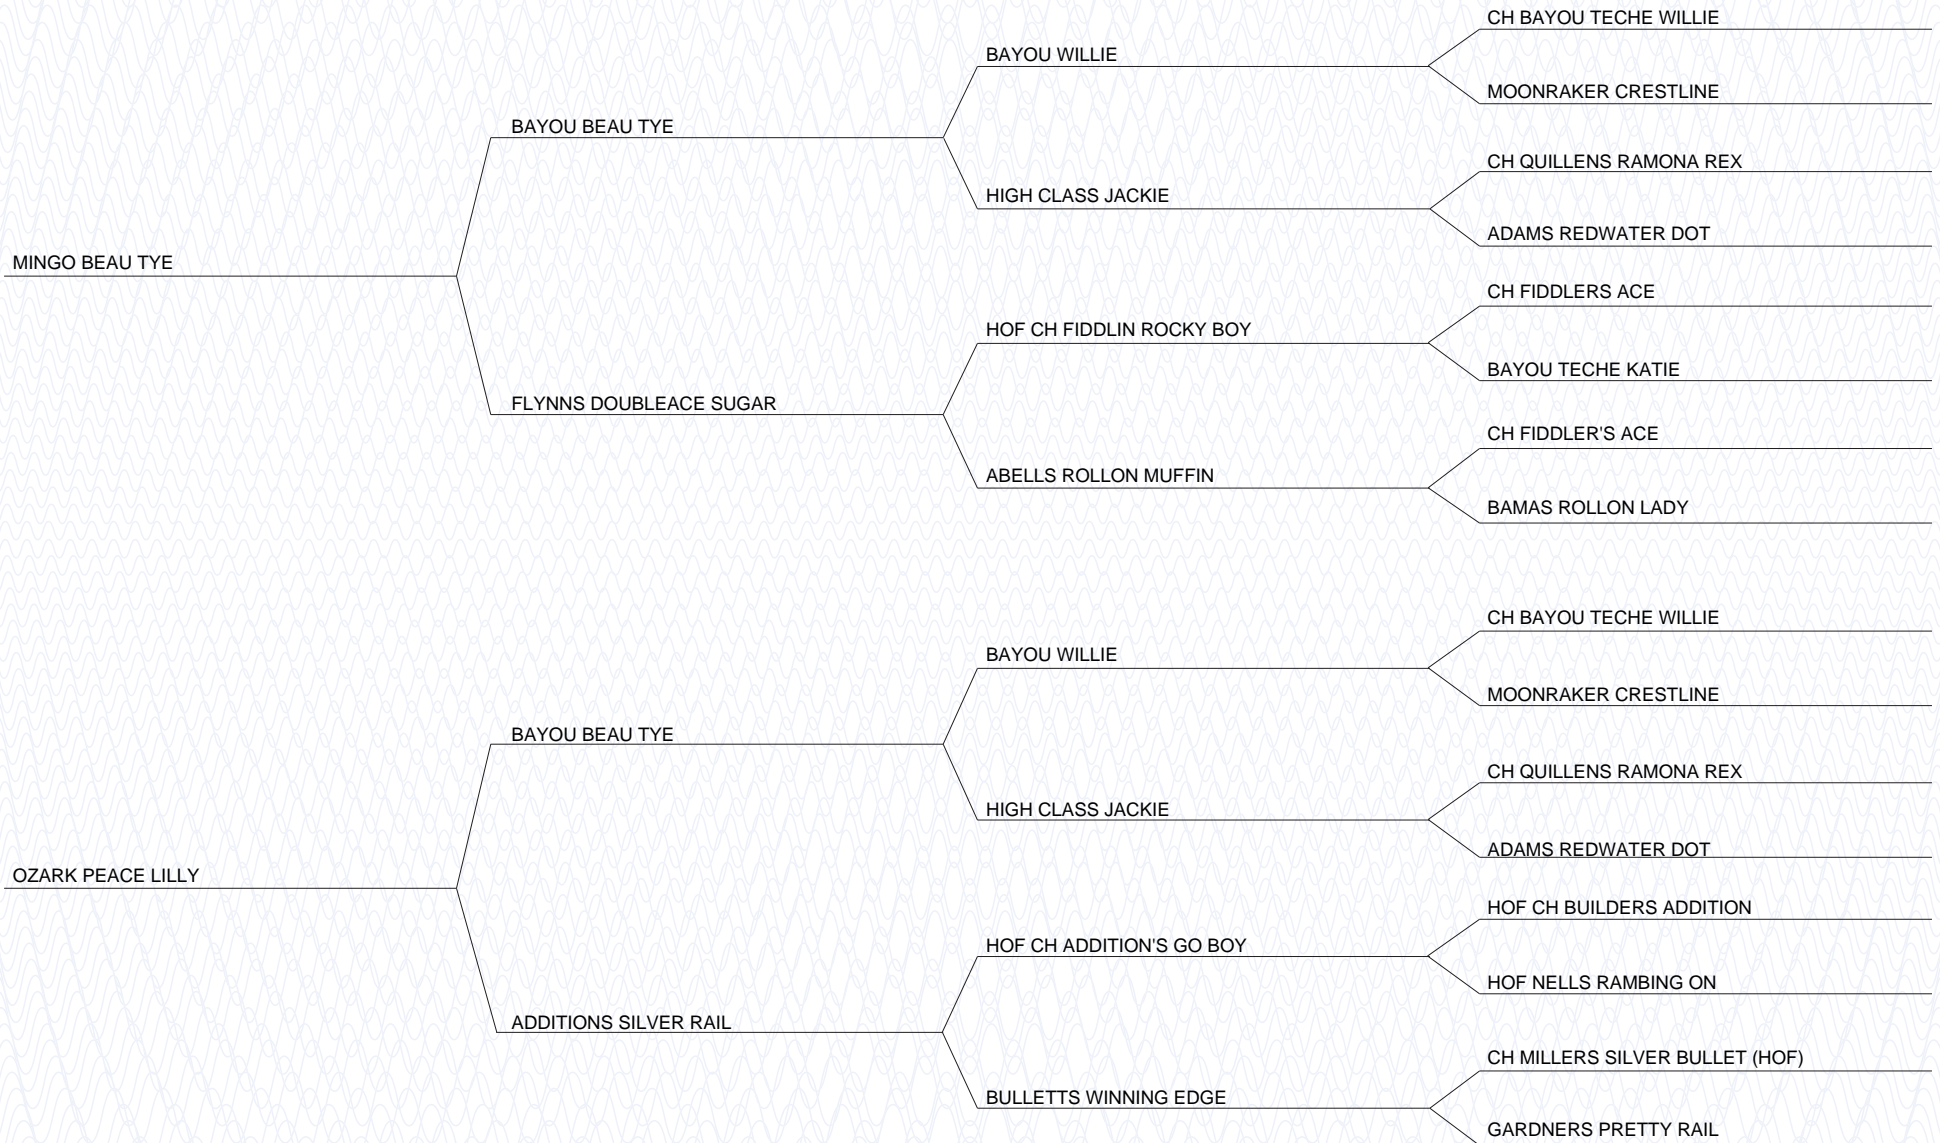 CH BAYOU TECHE WILLIE
BAYOU WILLIE
MOONRAKER CRESTLINE
BAYOU BEAU TYE
CH QUILLENS RAMONA REX
HIGH CLASS JACKIE
ADAMS REDWATER DOT
MINGO BEAU TYE
CH FIDDLERS ACE
HOF CH FIDDLIN ROCKY BOY
BAYOU TECHE KATIE
FLYNNS DOUBLEACE SUGAR
CH FIDDLER'S ACE
ABELLS ROLLON MUFFIN
BAMAS ROLLON LADY
CH BAYOU TECHE WILLIE
BAYOU WILLIE
MOONRAKER CRESTLINE
BAYOU BEAU TYE
CH QUILLENS RAMONA REX
HIGH CLASS JACKIE
ADAMS REDWATER DOT
OZARK PEACE LILLY
HOF CH BUILDERS ADDITION
HOF CH ADDITION'S GO BOY
HOF NELLS RAMBING ON
ADDITIONS SILVER RAIL
CH MILLERS SILVER BULLET (HOF)
BULLETTS WINNING EDGE
GARDNERS PRETTY RAIL